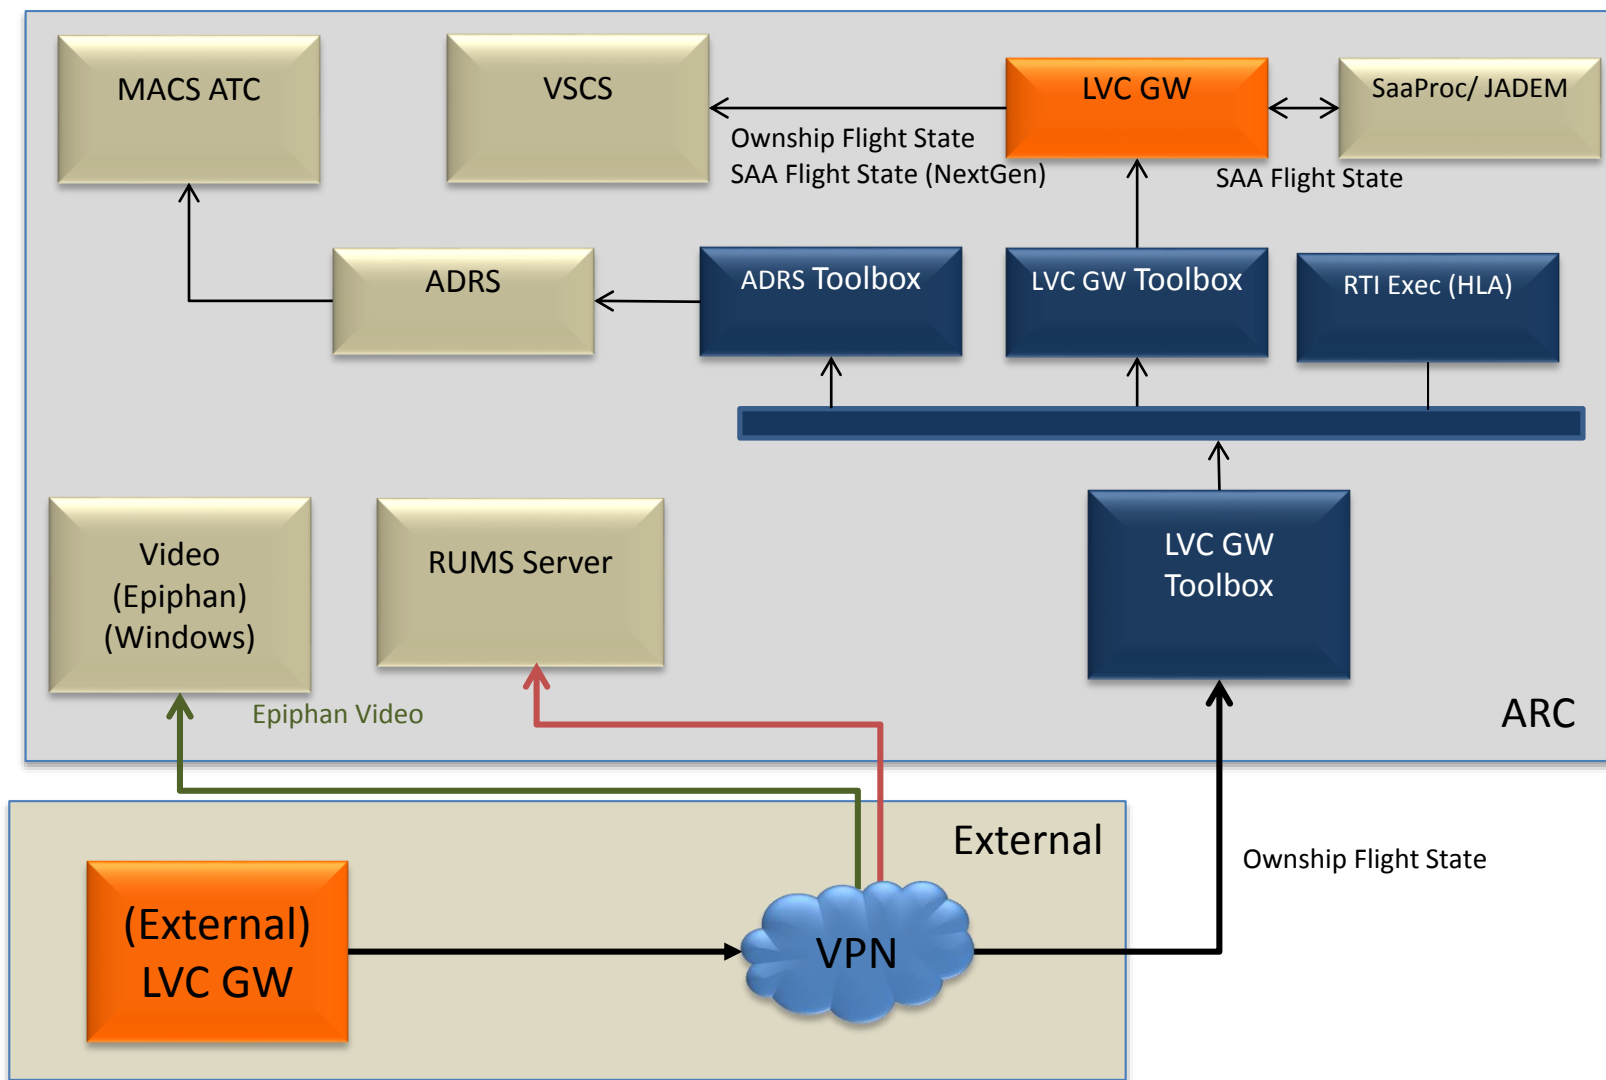 MACS ATC
VSCS
LVC GW
SaaProc/ JADEM
Ownship Flight State
SAA Flight State (NextGen)
SAA Flight State
ADRS
ADRS Toolbox
LVC GW Toolbox
RTI Exec (HLA)
Video
(Epiphan)
(Windows)
RUMS Server
LVC GW
Toolbox
Epiphan Video
ARC
External
Ownship Flight State
(External)
LVC GW
VPN